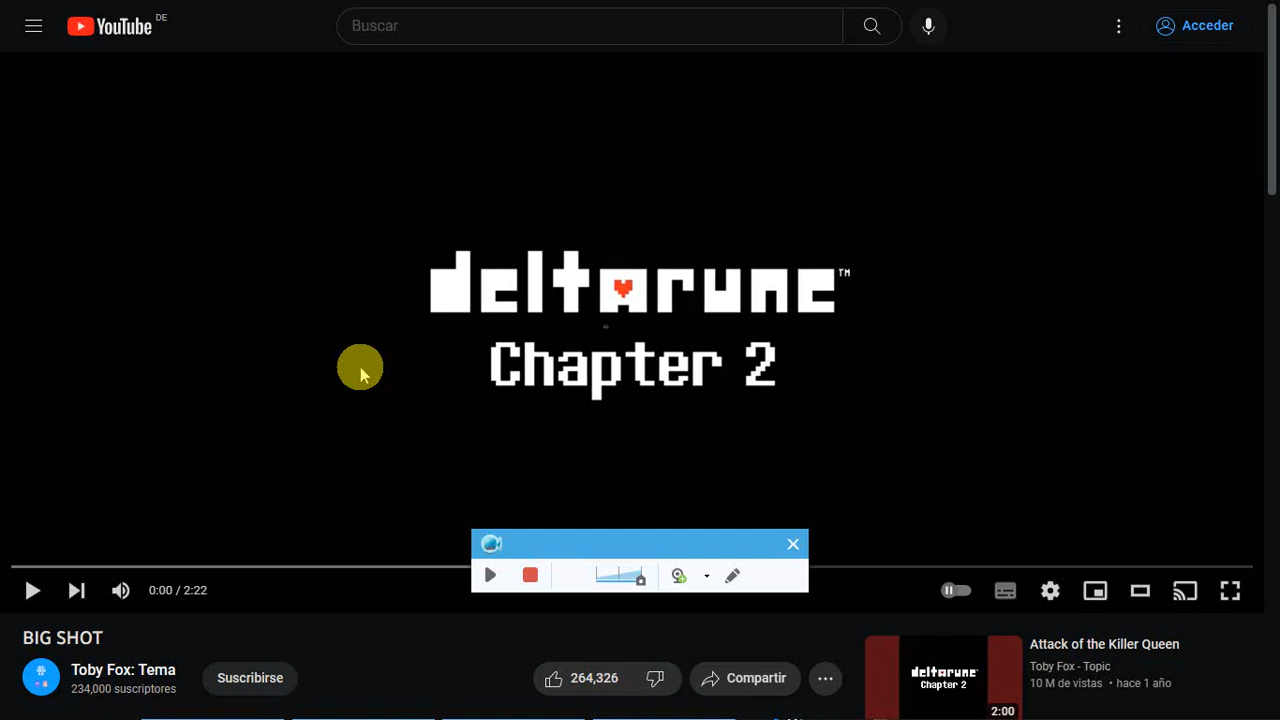 YouTube DE
Buscar
Acceder
deltarune™
Chapter 2
0:00 / 2:22
BIG SHOT
Toby Fox: Tema
234,000 suscriptores
Suscribirse
264,326
Compartir
deltarune
Chapter 2
2:00
Attack of the Killer Queen
Toby Fox - Topic
10 M de vistas • hace 1 año